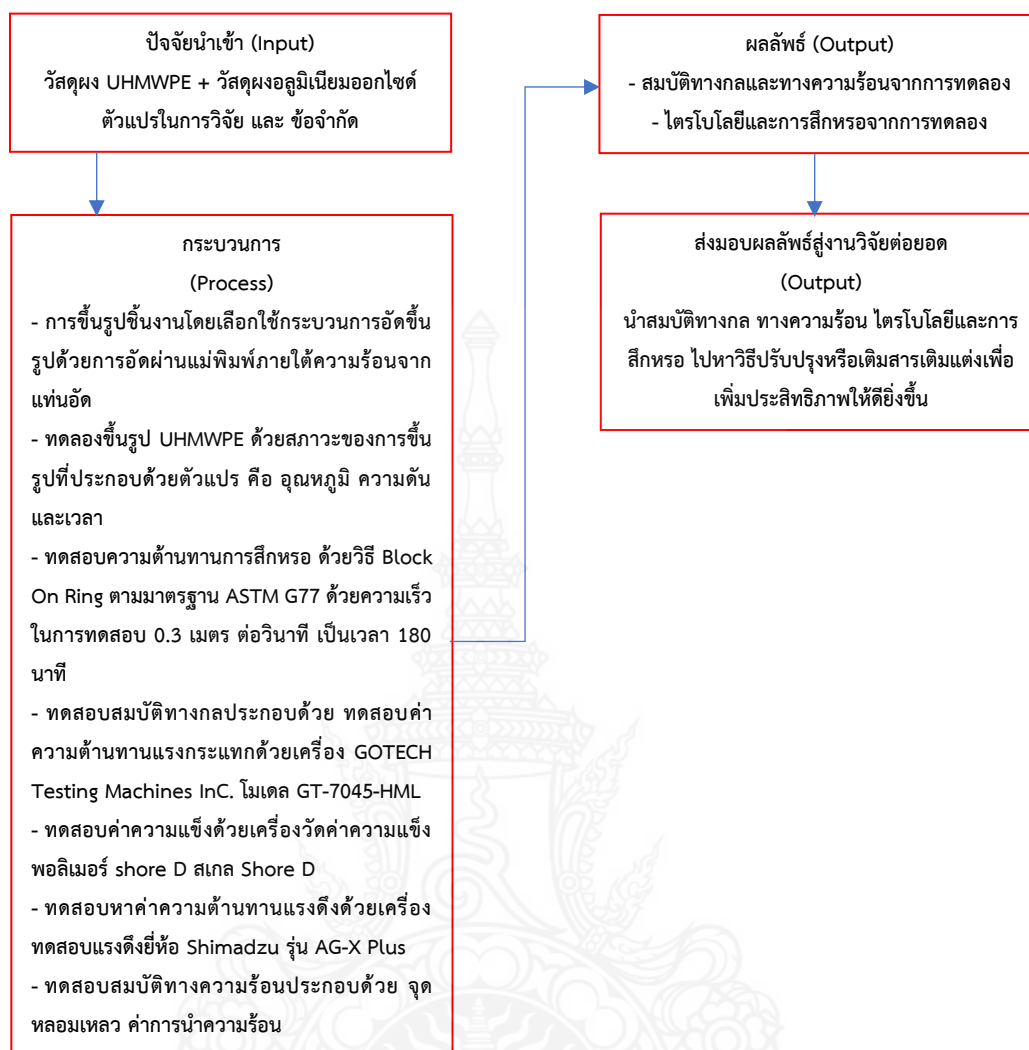 ปัจจัยนำเข้า (Input)
วัสดุผง UHMWPE + วัสดุผงอลูมิเนียมออกไซด์
ตัวแปรในการวิจัย และ ข้อจำกัด
กระบวนการ
(Process)
- การขึ้นรูปชิ้นงานโดยเลือกใช้กระบวนการอัดขึ้น
รูปด้วยการอัดผ่านแม่พิมพ์ภายใต้ความร้อนจาก
แท่นอัด
- ทดลองขึ้นรูป UHMWPE ด้วยสภาวะของการขึ้น
รูปที่ประกอบด้วยตัวแปร คือ อุณหภูมิ ความดัน
และเวลา
- ทดสอบความต้านทานการสึกหรอ ด้วยวิธี Block
On Ring ตามมาตรฐาน ASTM G77 ด้วยความเร็ว
ในการทดสอบ 0.3 เมตร ต่อวินาที เป็นเวลา 180
นาที
- ทดสอบสมบัติทางกลประกอบด้วย ทดสอบค่า
ความต้านทานแรงกระแทกด้วยเครื่อง GOTECH
Testing Machines InC. โมเดล GT-7045-HML
- ทดสอบค่าความแข็งด้วยเครื่องวัดค่าความแข็ง
พอลิเมอร์ shore D สเกล Shore D
- ทดสอบหาค่าความต้านทานแรงดึงด้วยเครื่อง
ทดสอบแรงดึงยี่ห้อ Shimadzu รุ่น AG-X Plus
- ทดสอบสมบัติทางความร้อนประกอบด้วย จุด
หลอมเหลว ค่าการนำความร้อน
ผลลัพธ์ (Output)
- สมบัติทางกลและทางความร้อนจากการทดลอง
- ไตรโบโลยีและการสึกหรอจากการทดลอง
ส่งมอบผลลัพธ์สู่งานวิจัยต่อยอด
(Output)
นำสมบัติทางกล ทางความร้อน ไตรโบโลยีและการ
สึกหรอ ไปหาวิธีปรับปรุงหรือเติมสารเติมแต่งเพื่อ
เพิ่มประสิทธิภาพให้ดียิ่งขึ้น